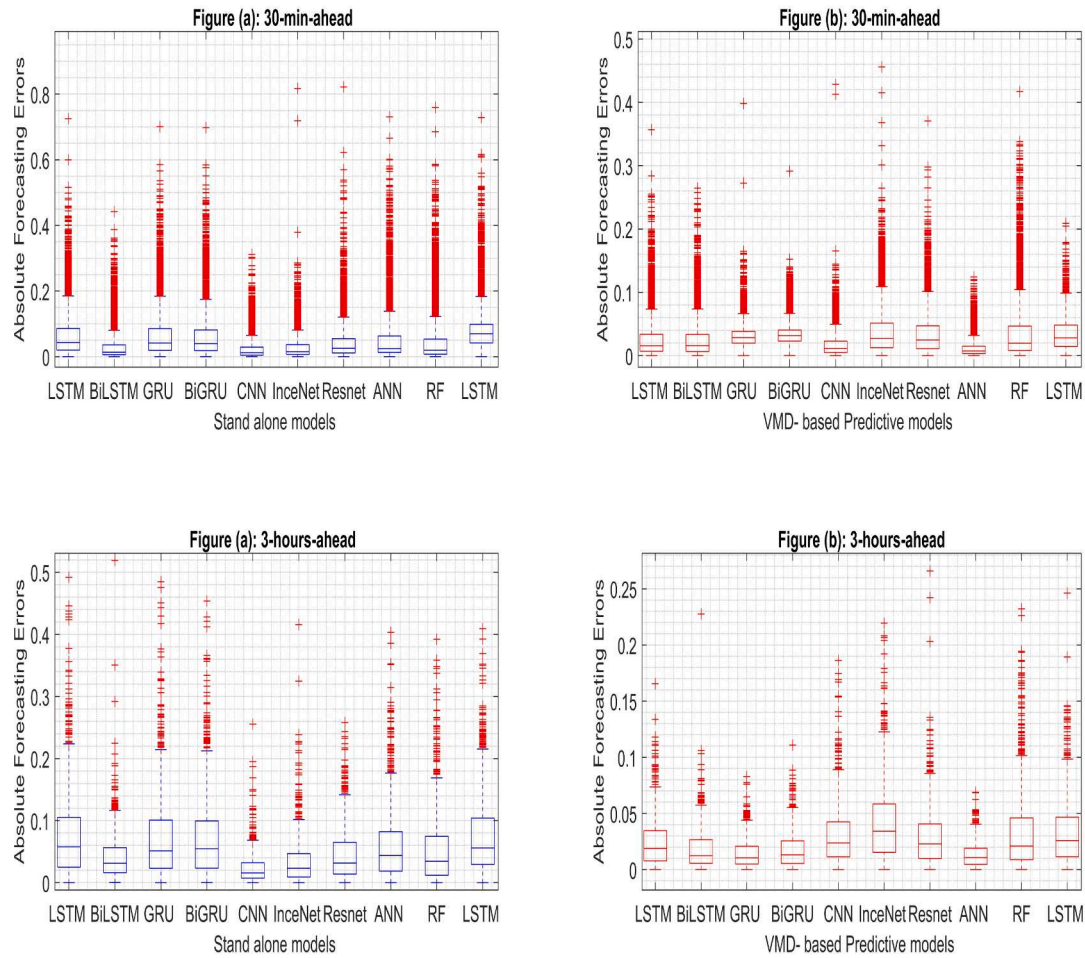 Figure (a): 30-min-ahead
Absolute Forecasting Errors
0.8
0.6
0.4
0.2
0
LSTM BiLSTM GRU BiGRU CNN InceNet Resnet ANN RF LSTM
Stand alone models
Figure (b): 30-min-ahead
Absolute Forecasting Errors
0.5
0.4
0.3
0.2
0.1
0
LSTM BiLSTM GRU BiGRU CNN InceNet Resnet ANN RF LSTM
VMD- based Predictive models
Figure (a): 3-hours-ahead
Absolute Forecasting Errors
0.5
0.4
0.3
0.2
0.1
0
LSTM BiLSTM GRU BiGRU CNN InceNet Resnet ANN RF LSTM
Stand alone models
Figure (b): 3-hours-ahead
Absolute Forecasting Errors
0.25
0.2
0.15
0.1
0.05
0
LSTM BiLSTM GRU BiGRU CNN InceNet Resnet ANN RF LSTM
VMD- based Predictive models